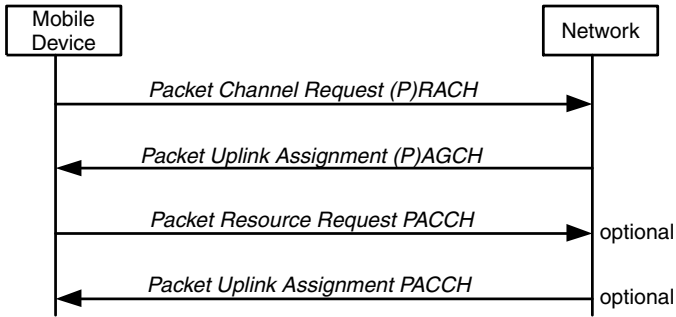 Mobile
Device
Network
Packet Channel Request (P)RACH
Packet Uplink Assignment (P)AGCH
Packet Resource Request PACCH
optional
Packet Uplink Assignment PACCH
optional